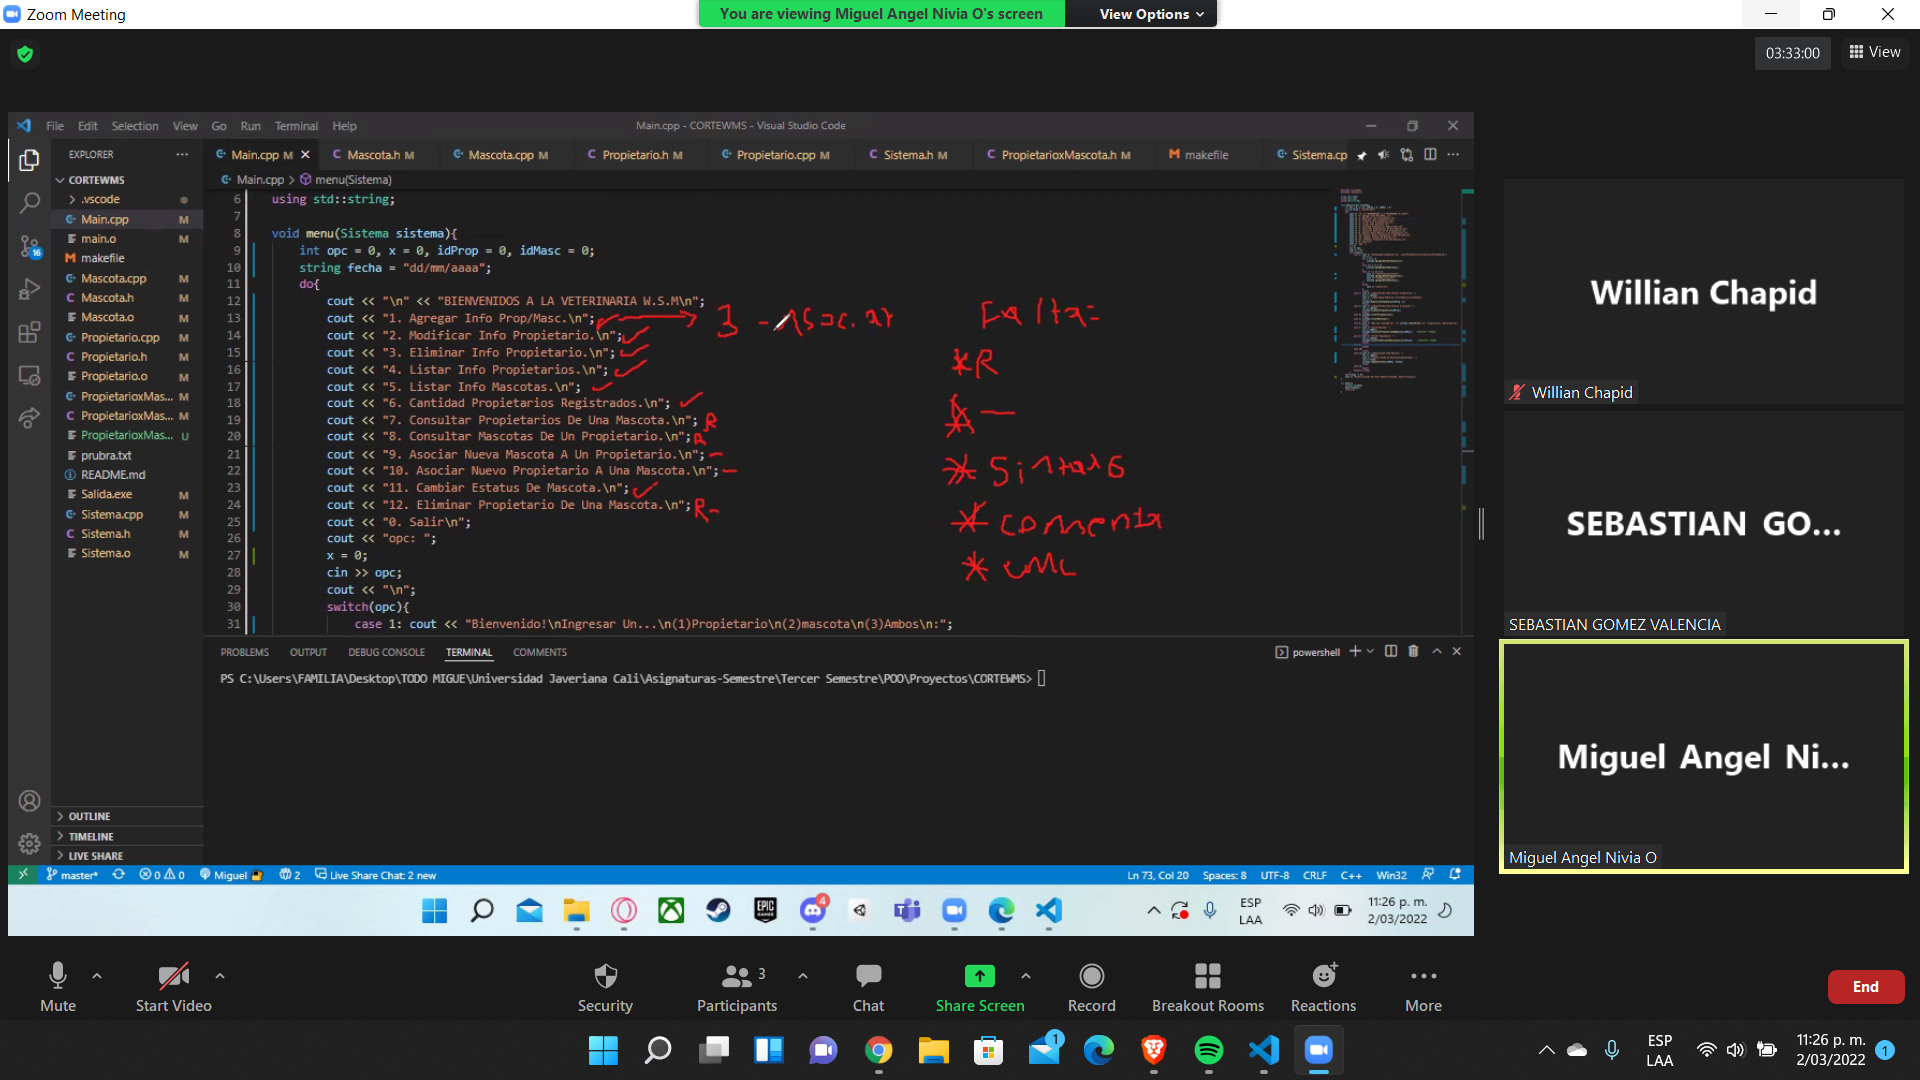 Zoom Meeting
You are viewing Miguel Angel Nivia O's screen
View Options
03:33:00
View
File Edit Selection View Go Run Terminal Help
Main.cpp - CORTEWMS - Visual Studio Code
EXPLORER
Main.cpp M
Mascota.h M
Mascota.cpp M
Propietario.h M
Propietario.cpp M
Sistema.h M
PropietarioxMascota.h M
makefile
Sistema.cp
CORTEWMS
Main.cpp > menu(Sistema)
.vscode
Main.cpp M
main.o M
makefile
Mascota.cpp M
Mascota.h M
Mascota.o M
Propietario.cpp M
Propietario.h M
Propietario.o M
PropietarioxMas... M
PropietarioxMas... M
PropietarioxMas... U
prubra.txt
README.md
Salida.exe M
Sistema.cpp M
Sistema.h M
Sistema.o M
OUTLINE
TIMELINE
LIVE SHARE
16
6 using std::string;
7
8 void menu(Sistema sistema){
9 int opc = 0, x = 0, idProp = 0, idMasc = 0;
10 string fecha = "dd/mm/aaaa";
11 do{
12 cout << "\n" << "BIENVENIDOS A LA VETERINARIA W.S.M\n";
13 cout << "1. Agregar Info Prop/Masc.\n";
14 cout << "2. Modificar Info Propietario.\n";
15 cout << "3. Eliminar Info Propietario.\n";
16 cout << "4. Listar Info Propietarios.\n";
17 cout << "5. Listar Info Mascotas.\n";
18 cout << "6. Cantidad Propietarios Registrados.\n";
19 cout << "7. Consultar Propietarios De Una Mascota.\n"; R
20 cout << "8. Consultar Mascotas De Un Propietario.\n"; R
21 cout << "9. Asociar Nueva Mascota A Un Propietario.\n"; -
22 cout << "10. Asociar Nuevo Propietario A Una Mascota.\n"; -
23 cout << "11. Cambiar Estatus De Mascota.\n";
24 cout << "12. Eliminar Propietario De Una Mascota.\n"; R-
25 cout << "0. Salir\n";
26 cout << "opc: ";
27 x = 0;
28 cin >> opc;
29 cout << "\n";
30 switch(opc){
31 case 1: cout << "Bienvenido!\nIngresar Un...\n(1)Propietario\n(2)mascota\n(3)Ambos\n:";
3 - Asociar
Falta:
* R
* -
* Sintaxis
* comenta
* UML
PROBLEMS OUTPUT DEBUG CONSOLE TERMINAL COMMENTS
powershell
PS C:\Users\FAMILIA\Desktop\TODO MIGUE\Universidad Javeriana Cali\Asignaturas-Semestre\Tercer Semestre\POO\Proyectos\CORTEWMS>
master* 0 0 Miguel 2 Live Share Chat: 2 new
Ln 73, Col 20 Spaces: 8 UTF-8 CRLF C++ Win32
EPIC GAMES
4
ESP
LAA
11:26 p. m.
2/03/2022
Willian Chapid
Willian Chapid
SEBASTIAN GO...
SEBASTIAN GOMEZ VALENCIA
Miguel Angel Ni...
Miguel Angel Nivia O
Mute
Start Video
Security
Participants 3
Chat
Share Screen
Record
Breakout Rooms
Reactions
More
End
1
ESP
LAA
11:26 p. m.
2/03/2022
1